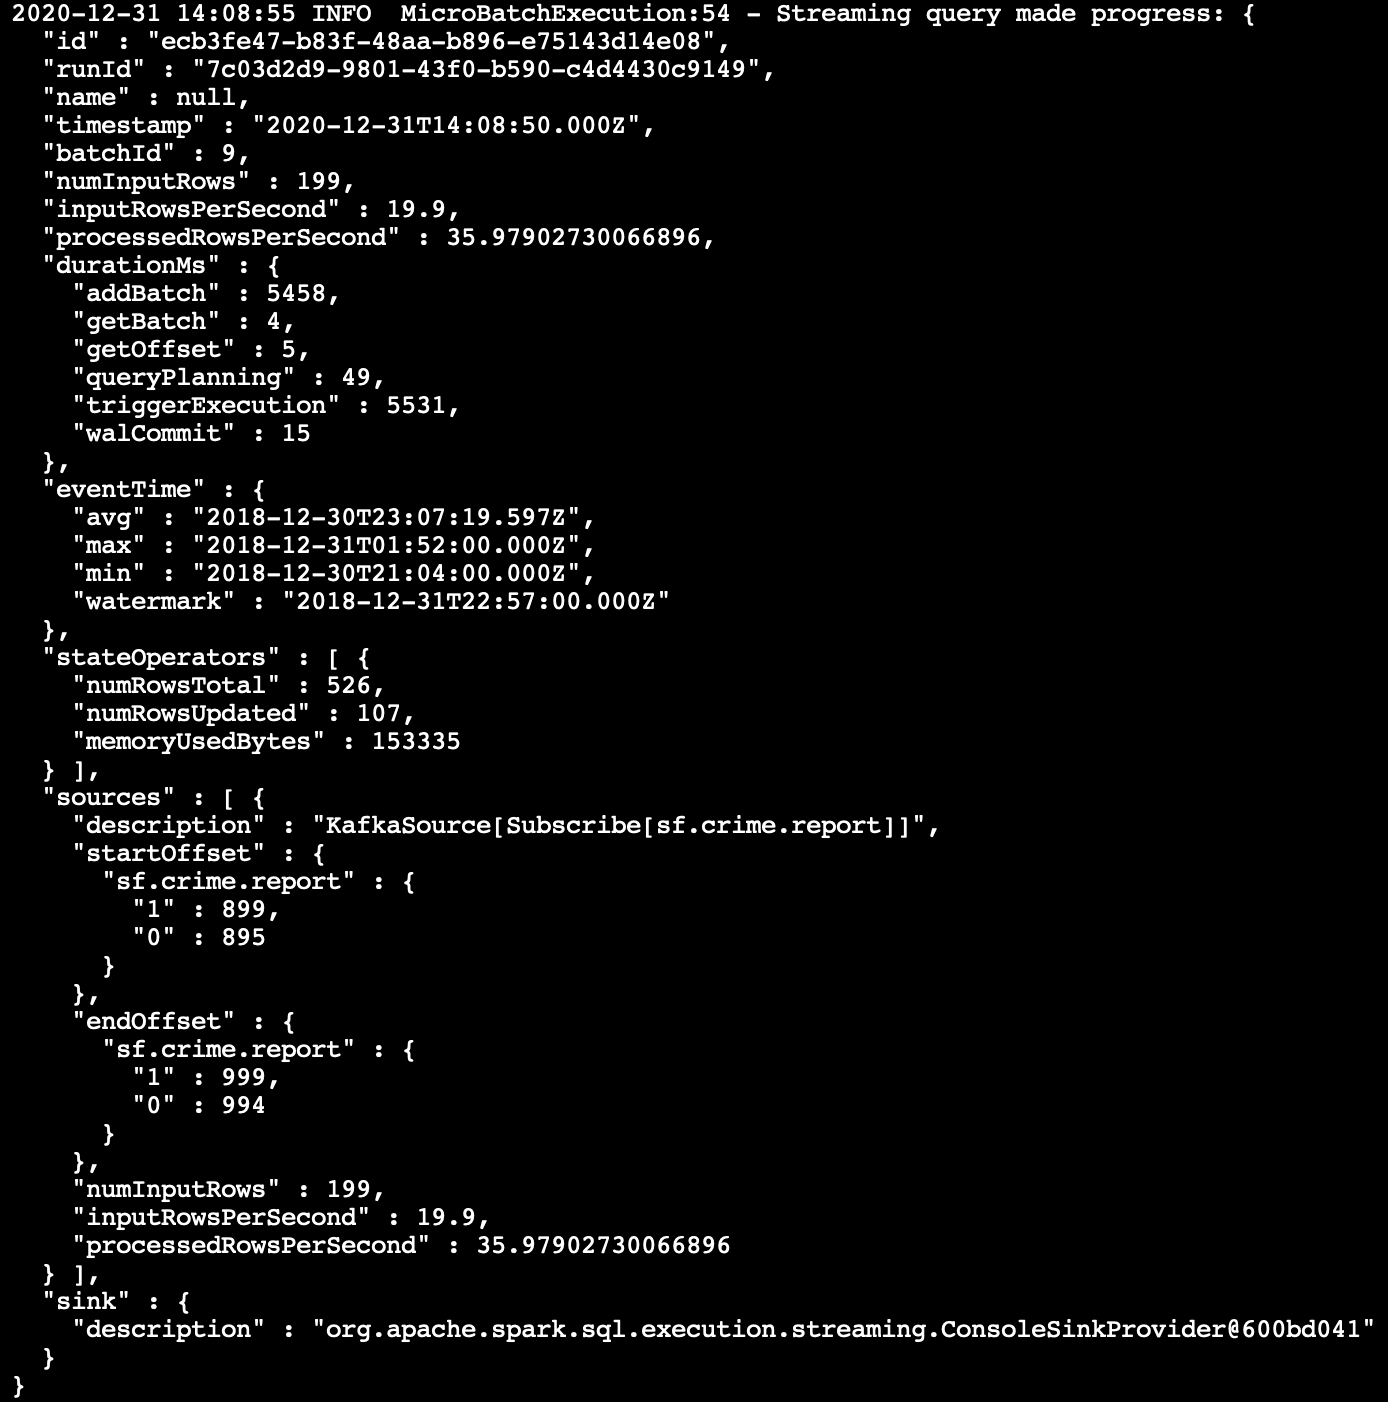 2020-12-31 14:08:55 INFO  MicroBatchExecution:54 - Streaming query made progress: {
  "id" : "ecb3fe47-b83f-48aa-b896-e75143d14e08",
  "runId" : "7c03d2d9-9801-43f0-b590-c4d4430c9149",
  "name" : null,
  "timestamp" : "2020-12-31T14:08:50.000Z",
  "batchId" : 9,
  "numInputRows" : 199,
  "inputRowsPerSecond" : 19.9,
  "processedRowsPerSecond" : 35.97902730066896,
  "durationMs" : {
    "addBatch" : 5458,
    "getBatch" : 4,
    "getOffset" : 5,
    "queryPlanning" : 49,
    "triggerExecution" : 5531,
    "walCommit" : 15
  },
  "eventTime" : {
    "avg" : "2018-12-30T23:07:19.597Z",
    "max" : "2018-12-31T01:52:00.000Z",
    "min" : "2018-12-30T21:04:00.000Z",
    "watermark" : "2018-12-31T22:57:00.000Z"
  },
  "stateOperators" : [ {
    "numRowsTotal" : 526,
    "numRowsUpdated" : 107,
    "memoryUsedBytes" : 153335
  } ],
  "sources" : [ {
    "description" : "KafkaSource[Subscribe[sf.crime.report]]",
    "startOffset" : {
      "sf.crime.report" : {
        "1" : 899,
        "0" : 895
      }
    },
    "endOffset" : {
      "sf.crime.report" : {
        "1" : 999,
        "0" : 994
      }
    },
    "numInputRows" : 199,
    "inputRowsPerSecond" : 19.9,
    "processedRowsPerSecond" : 35.97902730066896
  } ],
  "sink" : {
    "description" : "org.apache.spark.sql.execution.streaming.ConsoleSinkProvider@600bd041"
  }
}